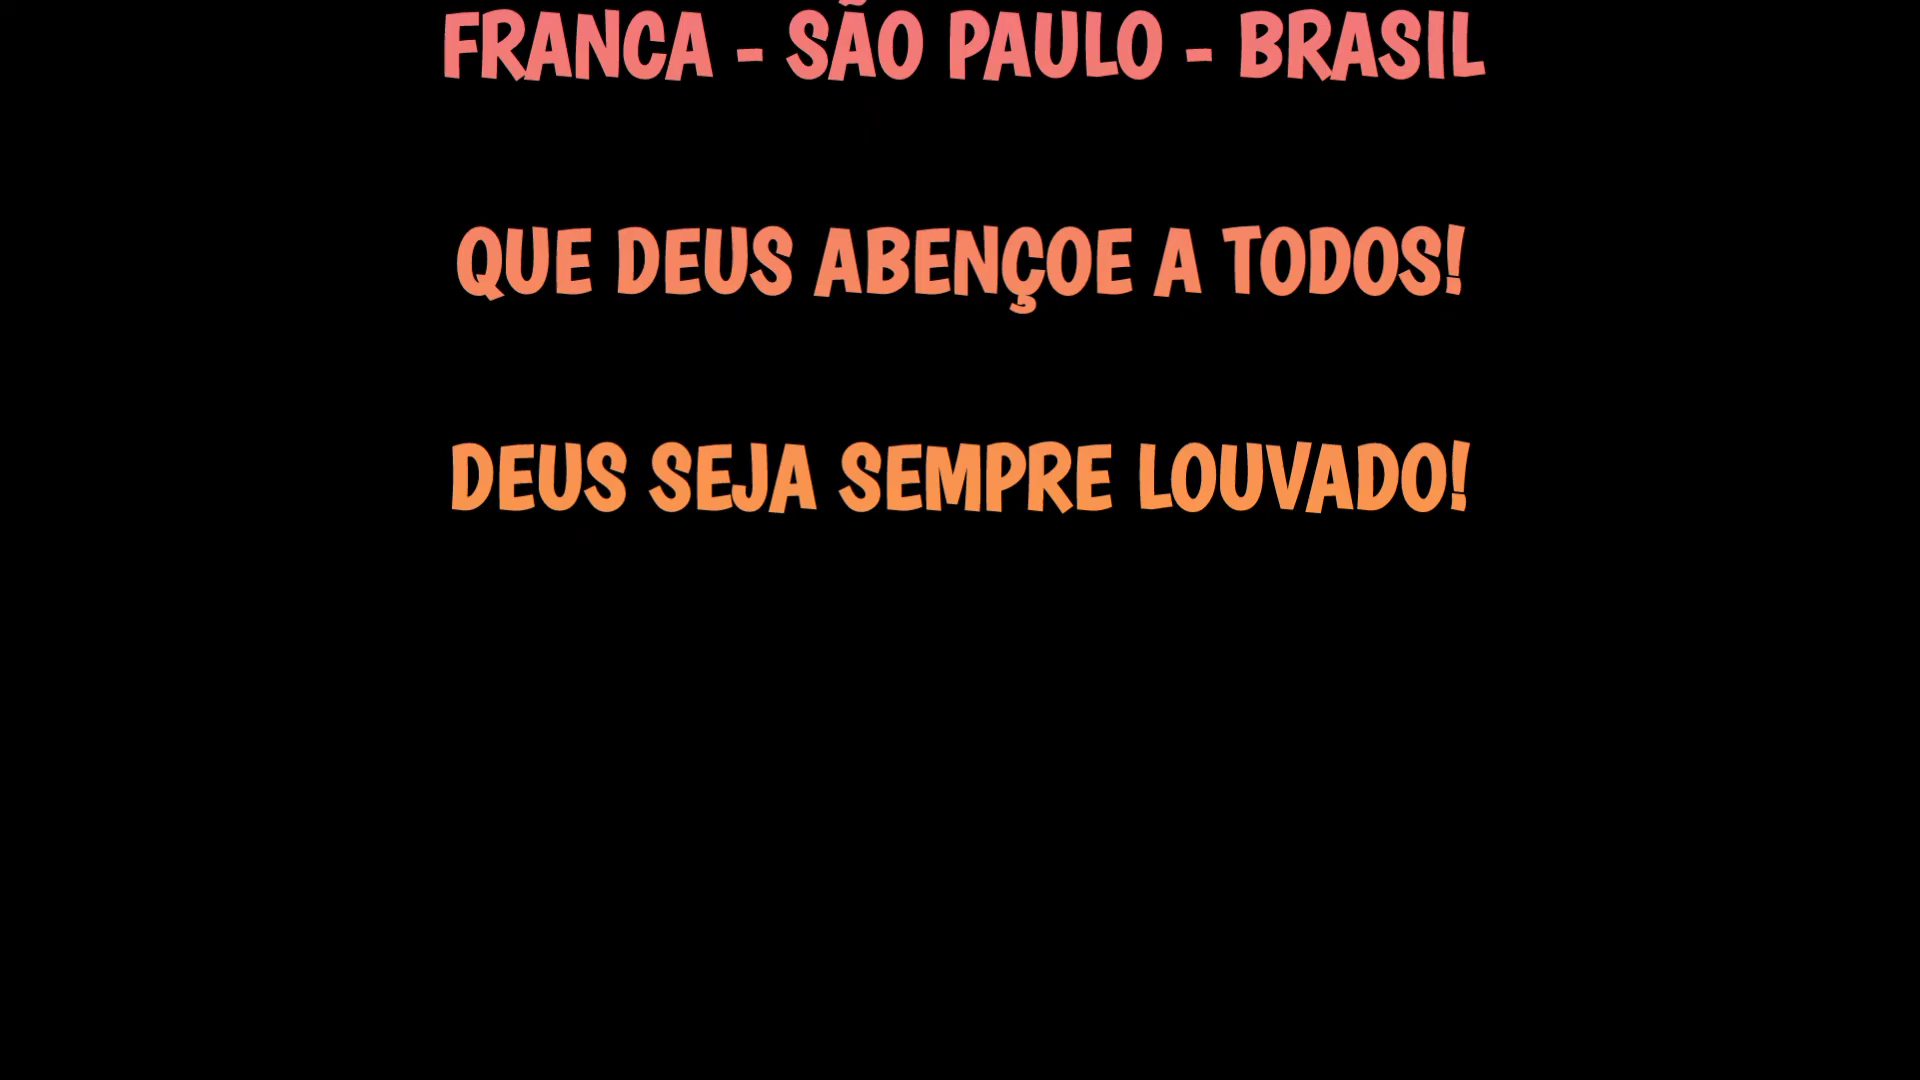 FRANCA - SÃO PAULO - BRASIL
QUE DEUS ABENÇOE A TODOS!
DEUS SEJA SEMPRE LOUVADO!